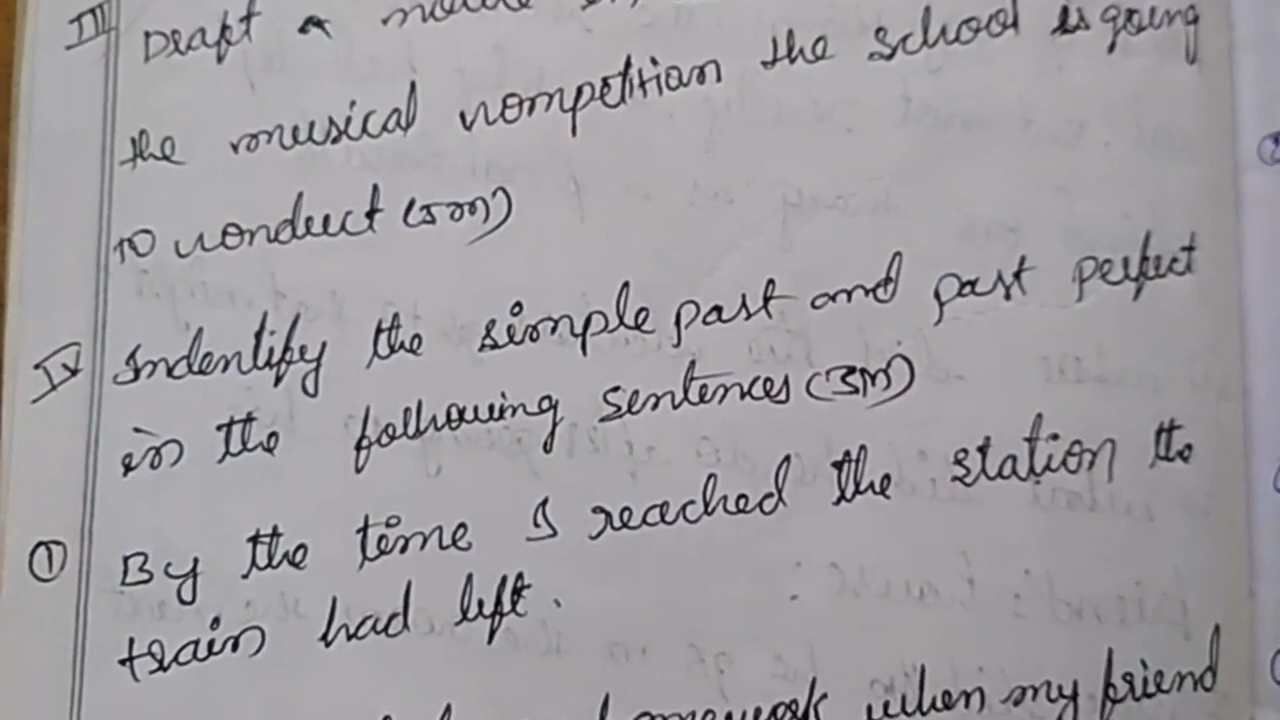 III Draft a
the musical competition the school is going
to conduct (5m)
IV Indentify the simple past and past perfect
in the following sentences (3M)
① By the time I reached the station the
train had left.
when my friend